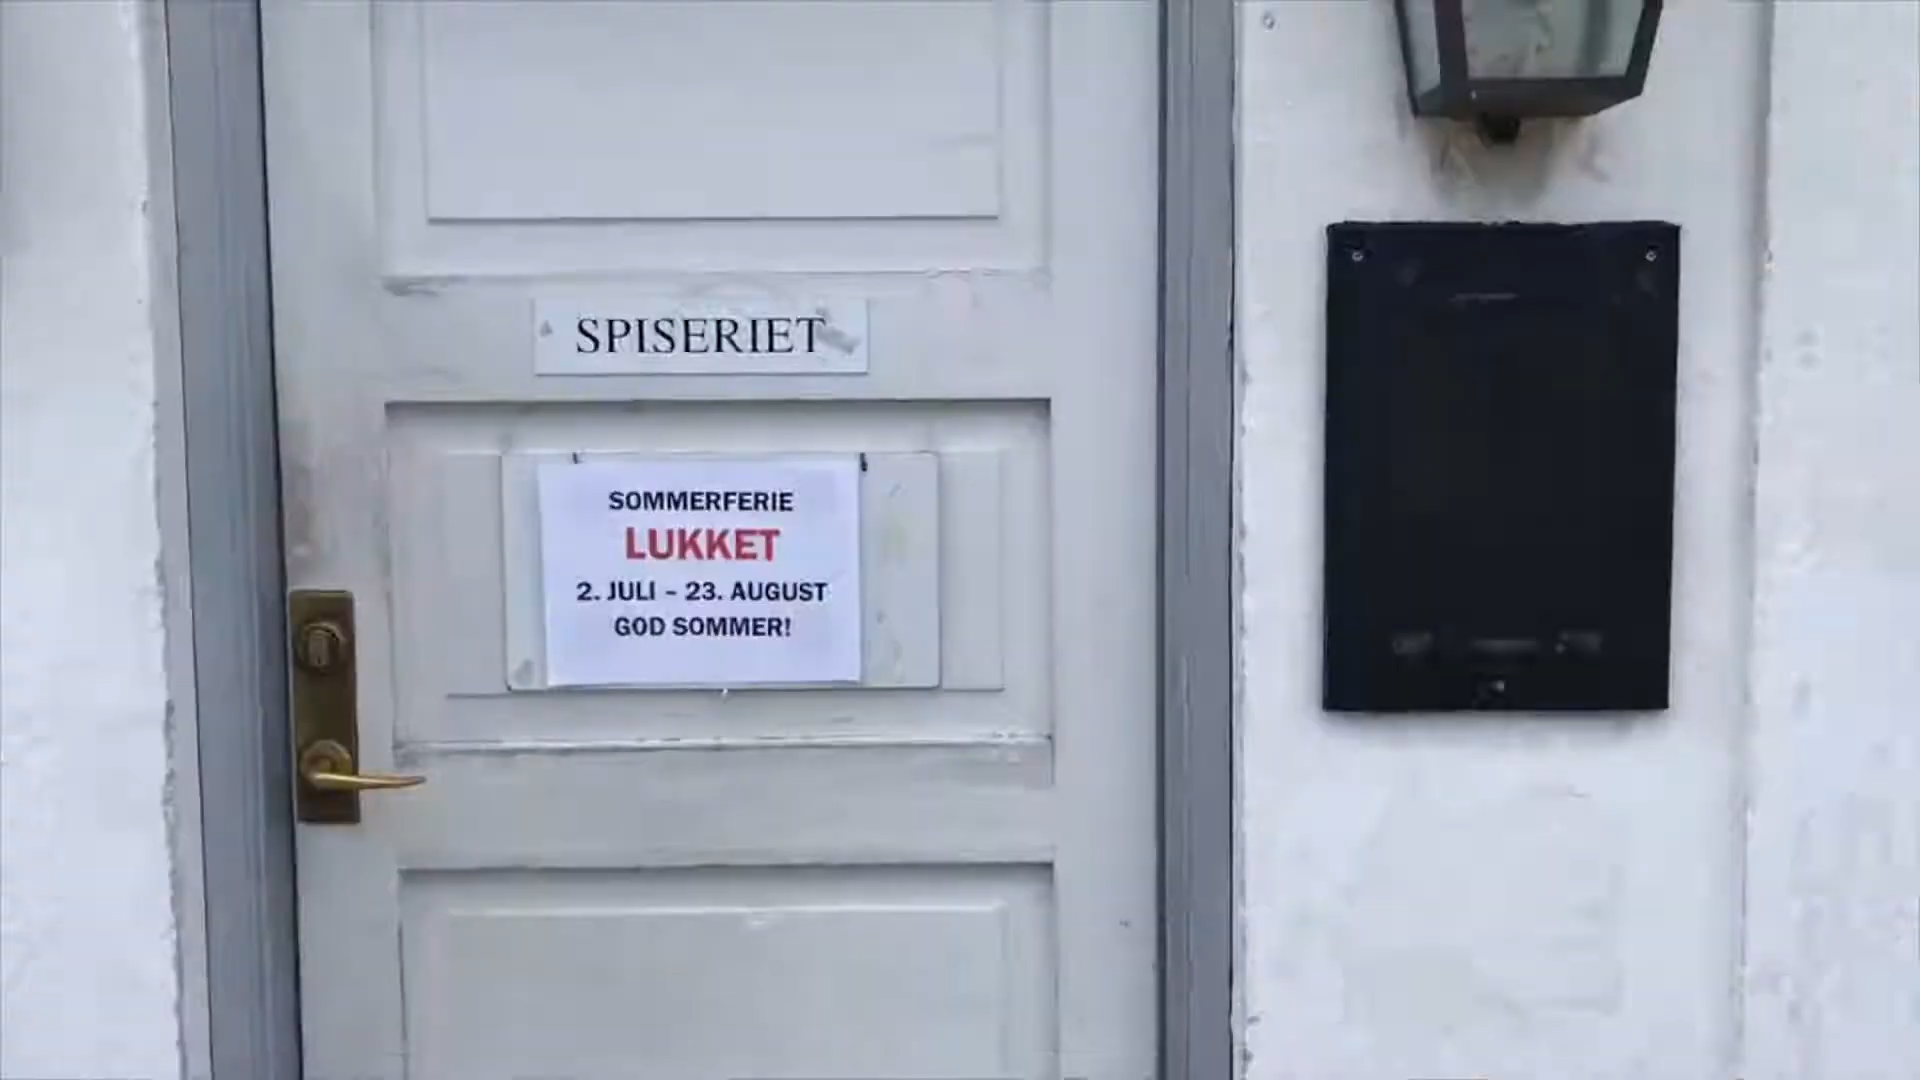 SPISERIET
SOMMERFERIE
LUKKET
2. JULI – 23. AUGUST
GOD SOMMER!